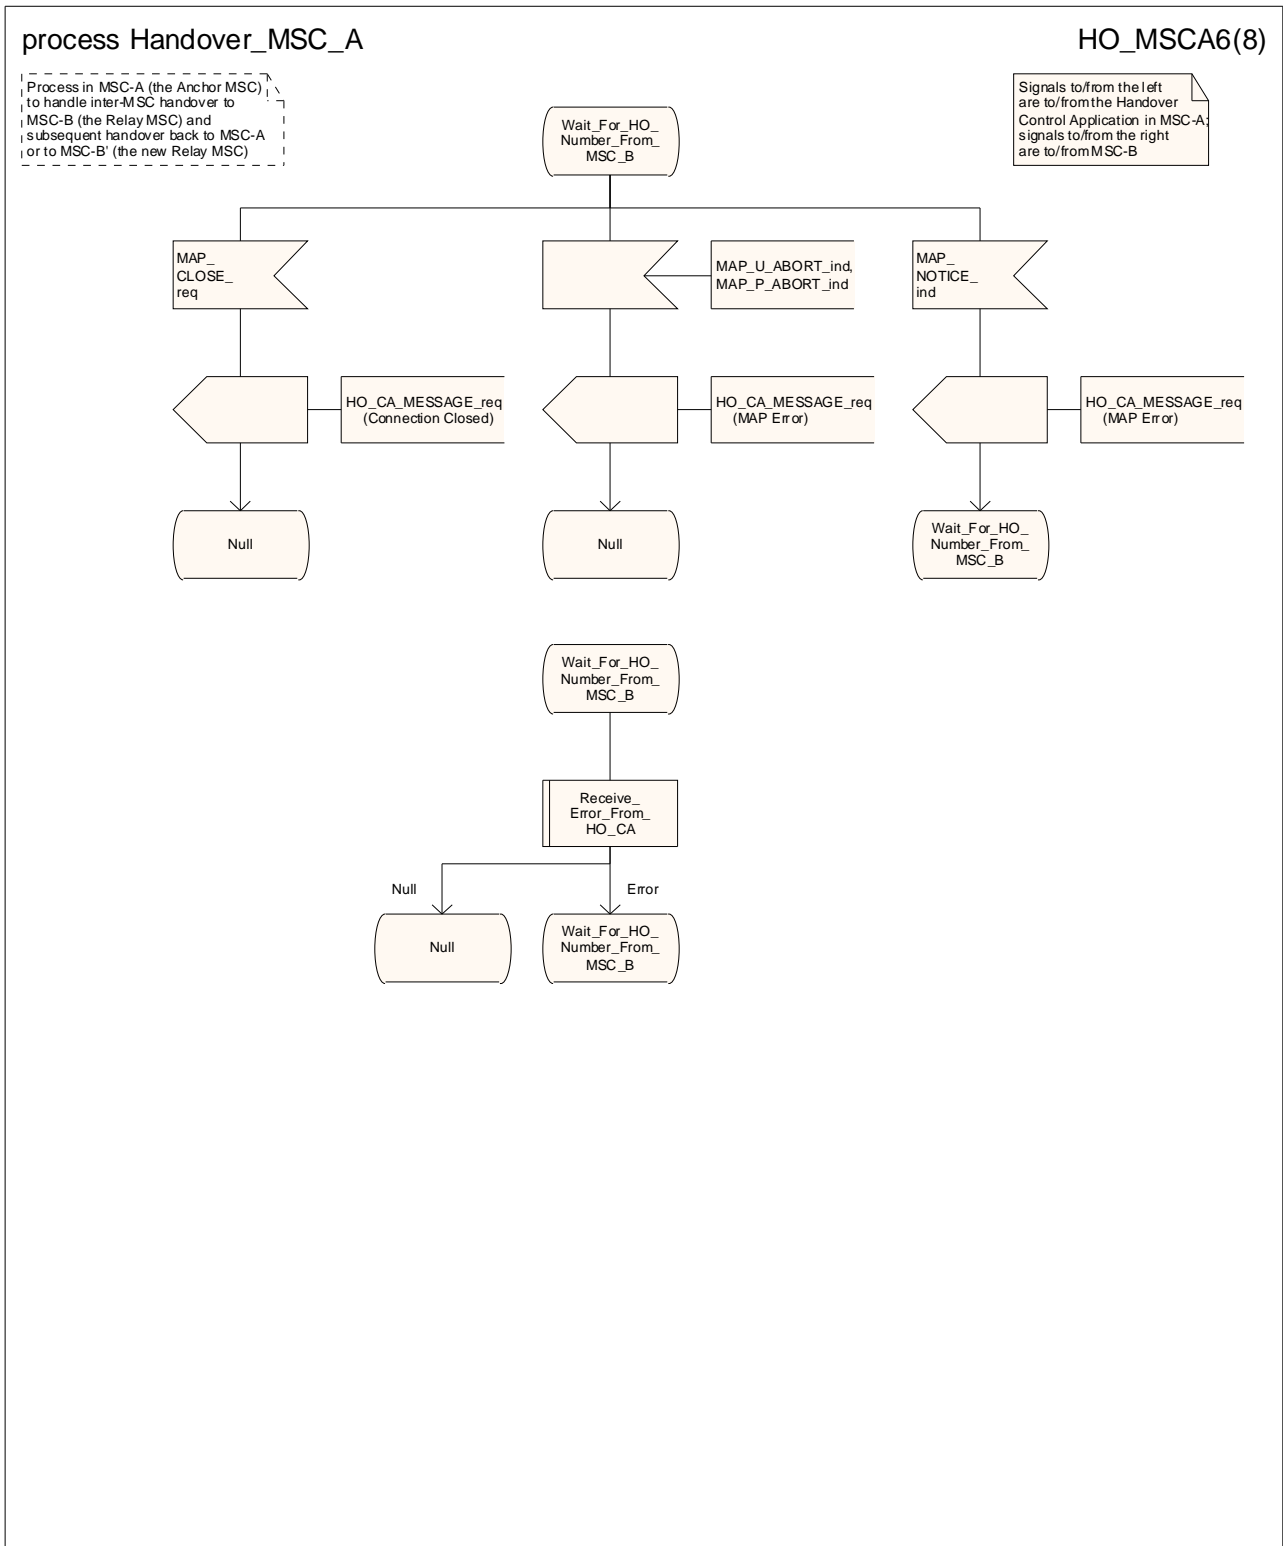 process Handover_MSC_A
HO_MSCA6(8)
Process in MSC-A (the Anchor MSC)
to handle inter-MSC handover to
MSC-B (the Relay MSC) and
subsequent handover back to MSC-A
or to MSC-B' (the new Relay MSC)
Signals to/from the left
are to/from the Handover
Control Application in MSC-A;
signals to/from the right
are to/from MSC-B
Wait_For_HO_
Number_From_
MSC_B
MAP_
CLOSE_
req
MAP_U_ABORT_ind,
MAP_P_ABORT_ind
MAP_
NOTICE_
ind
HO_CA_MESSAGE_req
(Connection Closed)
HO_CA_MESSAGE_req
(MAP Error)
HO_CA_MESSAGE_req
(MAP Error)
Null
Null
Wait_For_HO_
Number_From_
MSC_B
Wait_For_HO_
Number_From_
MSC_B
Receive_
Error_From_
HO_CA
Null
Error
Null
Wait_For_HO_
Number_From_
MSC_B